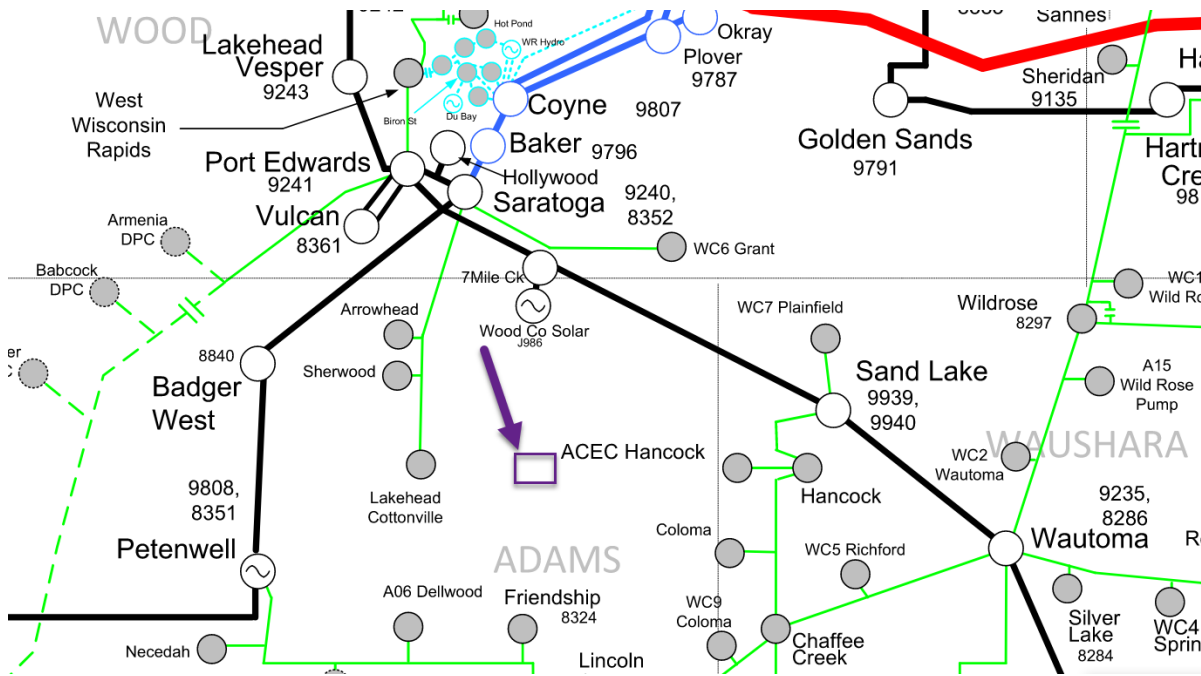 WOOD
9242
Hot Pond
WR Hydro
Okray
Sannes
Lakehead
Vesper
9243
Plover
9787
Sheridan
9135
West
Wisconsin
Rapids
Biron St
Du Bay
Coyne
9807
Golden Sands
9791
Baker
9796
Port Edwards
9241
Hollywood
Saratoga
9240,
8352
Vulcan
8361
Armenia
DPC
WC6 Grant
Babcock
DPC
7Mile Ck
Wood Co Solar
J986
WC7 Plainfield
Wildrose
8297
Arrowhead
Sherwood
8840
Badger
West
Sand Lake
9939,
9940
A15
Wild Rose
Pump
WAUSHARA
ACEC Hancock
WC2
Wautoma
Lakehead
Cottonville
Hancock
9808,
8351
9235,
8286
Petenwell
Coloma
WC5 Richford
Wautoma
ADAMS
A06 Dellwood
Friendship
8324
WC9
Coloma
Chaffee
Creek
Silver
Lake
8284
WC4
Necedah
Lincoln